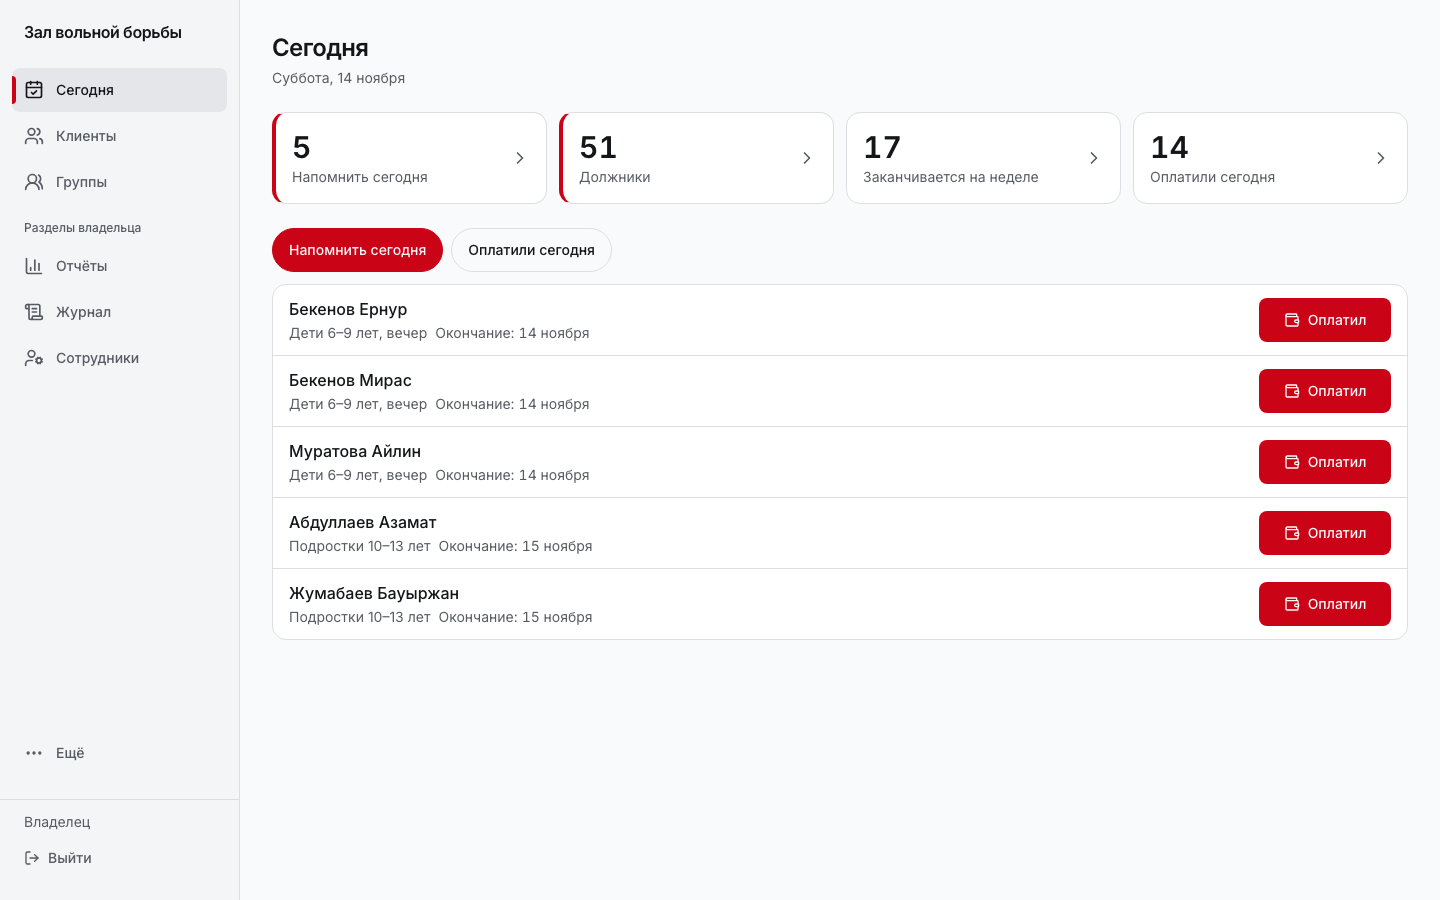 Зал вольной борьбы
Сегодня
Клиенты
Группы
Разделы владельца
Отчёты
Журнал
Сотрудники
Ещё
Владелец
Выйти
Сегодня
Суббота, 14 ноября
5
Напомнить сегодня
51
Должники
17
Заканчивается на неделе
14
Оплатили сегодня
Напомнить сегодня
Оплатили сегодня
Бекенов Ернур
Дети 6–9 лет, вечер Окончание: 14 ноября
Оплатил
Бекенов Мирас
Дети 6–9 лет, вечер Окончание: 14 ноября
Оплатил
Муратова Айлин
Дети 6–9 лет, вечер Окончание: 14 ноября
Оплатил
Абдуллаев Азамат
Подростки 10–13 лет Окончание: 15 ноября
Оплатил
Жумабаев Бауыржан
Подростки 10–13 лет Окончание: 15 ноября
Оплатил